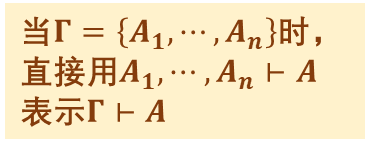 当Γ = {A₁,⋯,Aₙ}时，
直接用A₁,⋯,Aₙ ⊢ A
表示Γ ⊢ A